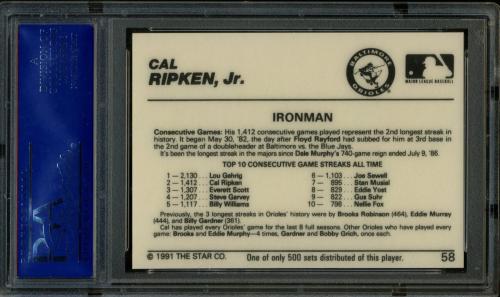 CAL
RIPKEN, Jr.
BALTIMORE
ORIOLES
MAJOR LEAGUE BASEBALL
IRONMAN
Consecutive Games: His 1,412 consecutive games played represent the 2nd longest streak in
history. It began May 30, '82, the day after Floyd Rayford had subbed for him at 3rd base in
the 2nd game of a doubleheader at Baltimore vs. the Blue Jays.
It's been the longest streak in the majors since Dale Murphy's 740-game reign ended July 9, '86.
TOP 10 CONSECUTIVE GAME STREAKS ALL TIME
1 — 2,130... Lou Gehrig 6 — 1,103... Joe Sewell
2 — 1,412... Cal Ripken 7 — 895... Stan Musial
3 — 1,307... Everett Scott 8 — 829... Eddie Yost
4 — 1,207... Steve Garvey 9 — 822... Gus Suhr
5 — 1,117... Billy Williams 10 — 798... Nellie Fox
Previously, the 3 longest streaks in Orioles' history were by Brooks Robinson (464), Eddie Murray
(444), and Billy Gardner (361).
Cal has played every Orioles' game for the last 8 full seasons. Other Orioles who have played every
game: Brooks and Eddie Murphy—4 times, Gardner and Bobby Grich, once each.
© 1991 THE STAR CO. One of only 500 sets distributed of this player. 58